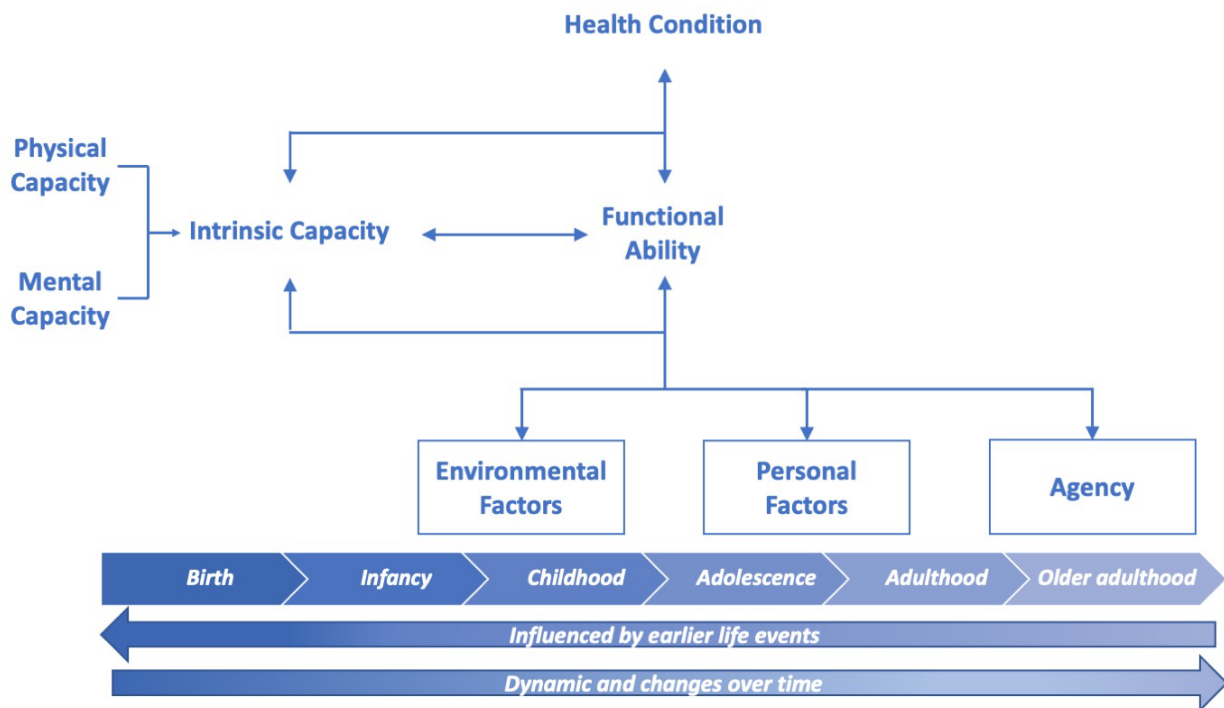 Health Condition
Physical
Capacity
Mental
Capacity
Intrinsic Capacity
Functional
Ability
Environmental
Factors
Personal
Factors
Agency
Birth
Infancy
Childhood
Adolescence
Adulthood
Older adulthood
Influenced by earlier life events
Dynamic and changes over time